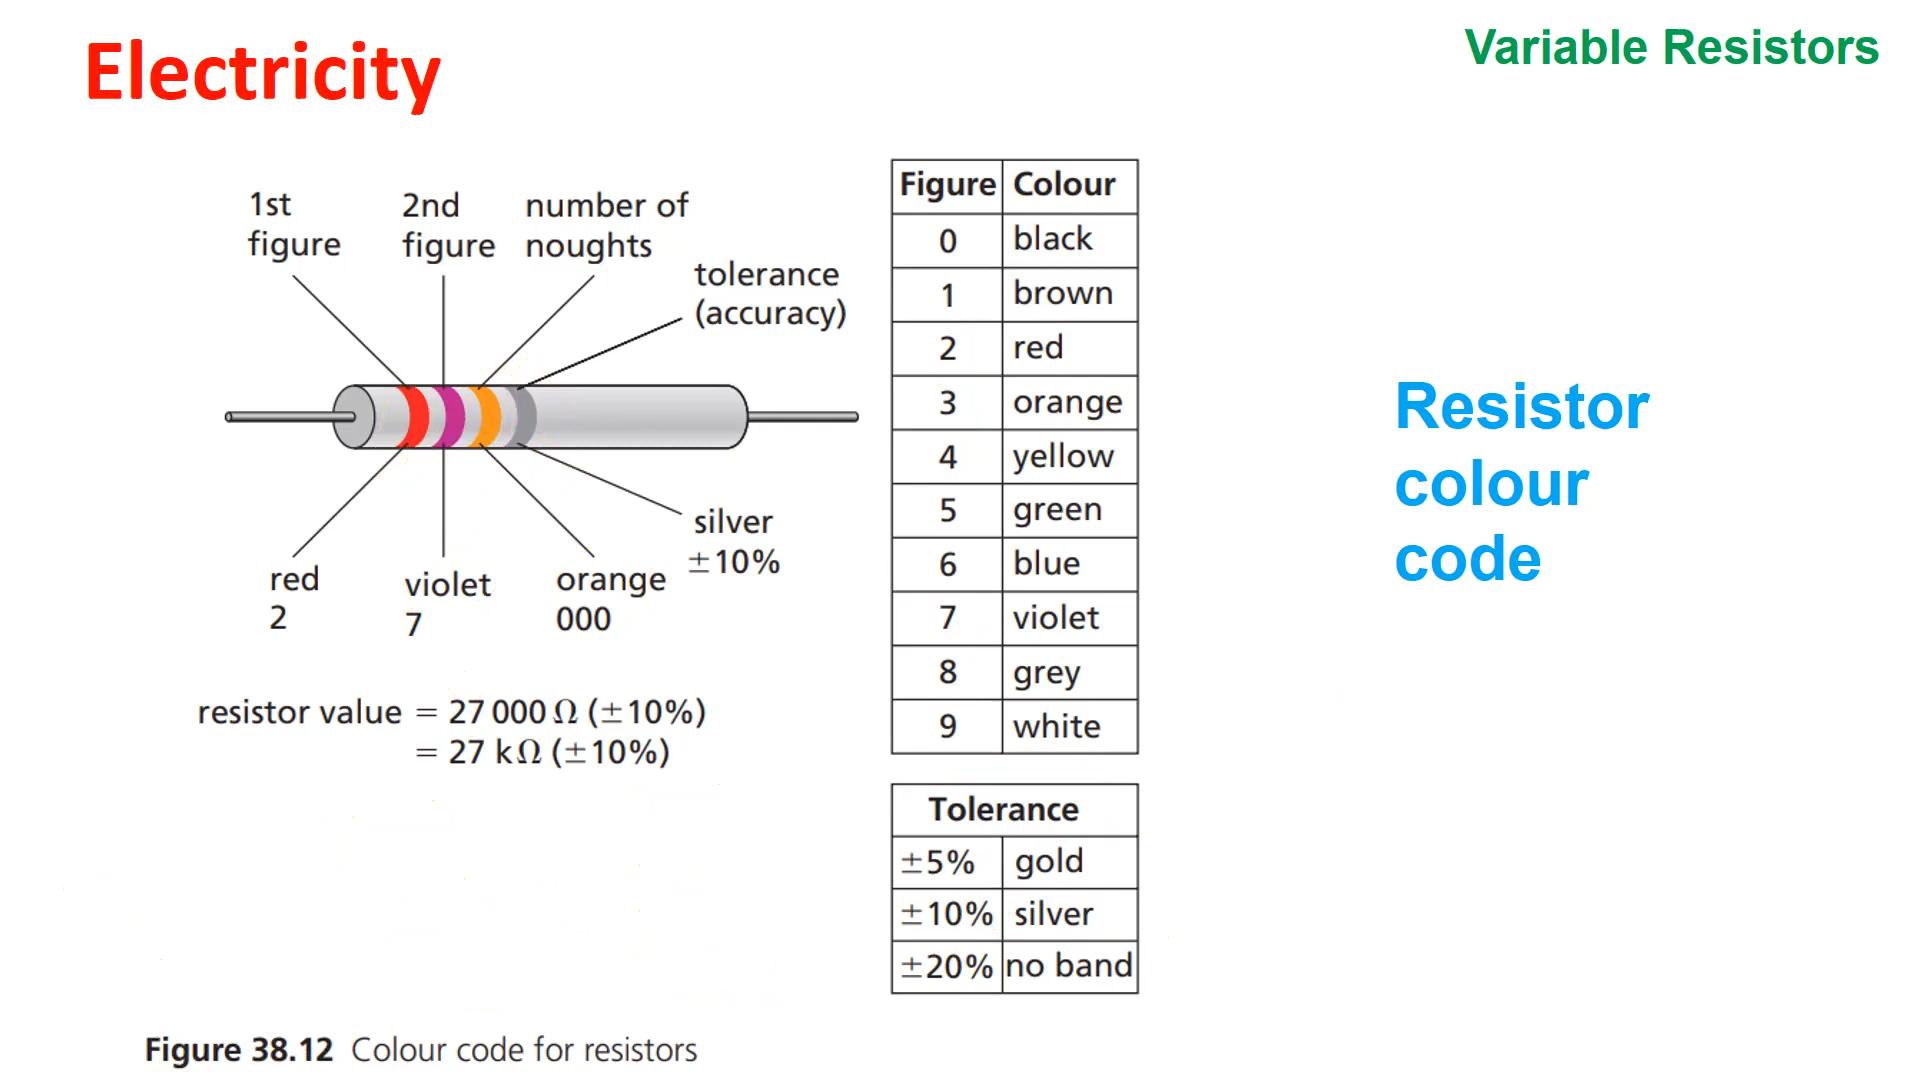 Electricity
Variable Resistors
1st figure
2nd figure
number of noughts
tolerance (accuracy)
red 2
violet 7
orange 000
silver ±10%
resistor value = 27 000 Ω (±10%)
= 27 kΩ (±10%)
Figure Colour
0 black
1 brown
2 red
3 orange
4 yellow
5 green
6 blue
7 violet
8 grey
9 white
Tolerance
±5% gold
±10% silver
±20% no band
Resistor
colour
code
Figure 38.12 Colour code for resistors